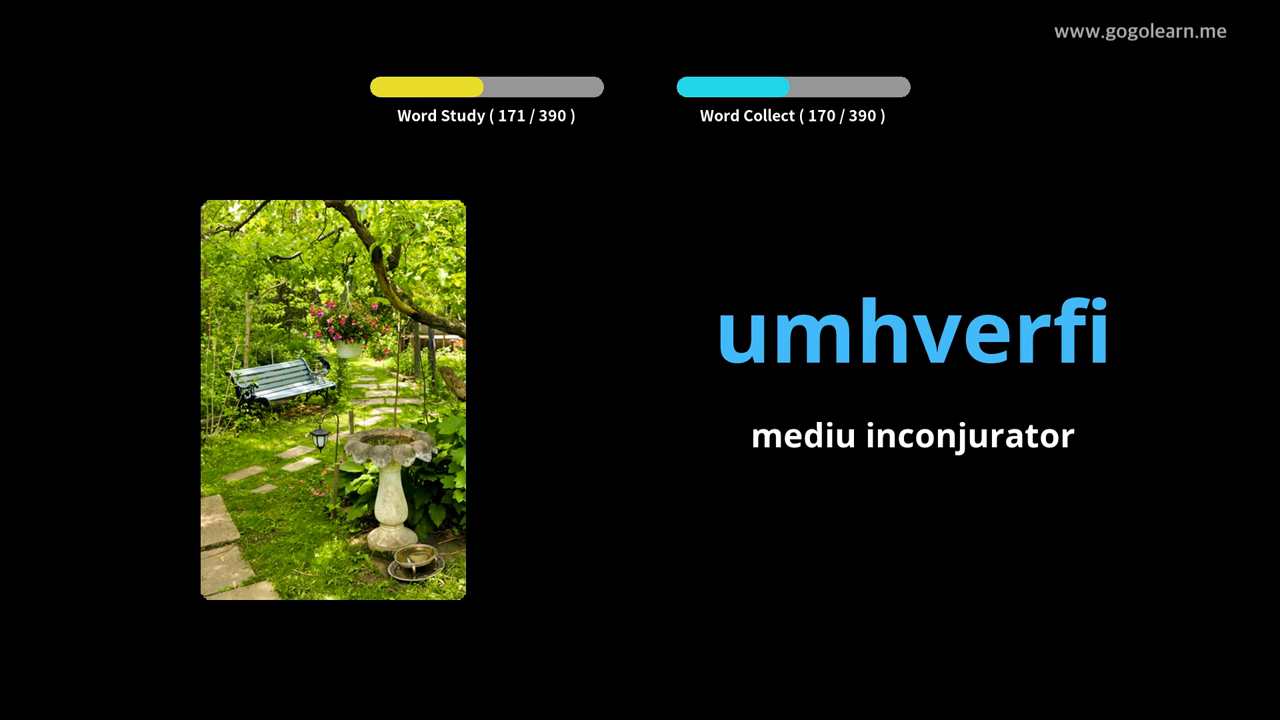 www.gogolearn.me
Word Study ( 171 / 390 )
Word Collect ( 170 / 390 )
umhverfi
mediu inconjurator